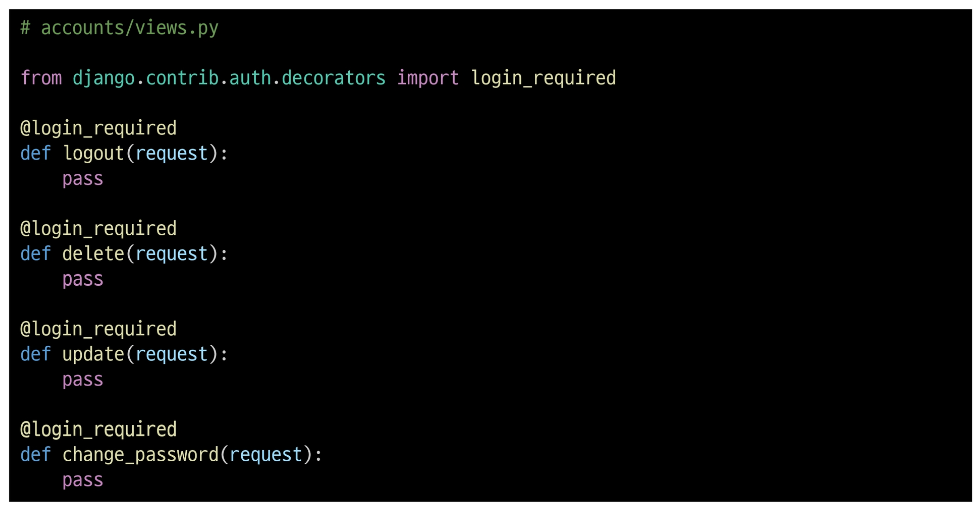 # accounts/views.py
from django.contrib.auth.decorators import login_required
@login_required
def logout(request):
    pass
@login_required
def delete(request):
    pass
@login_required
def update(request):
    pass
@login_required
def change_password(request):
    pass